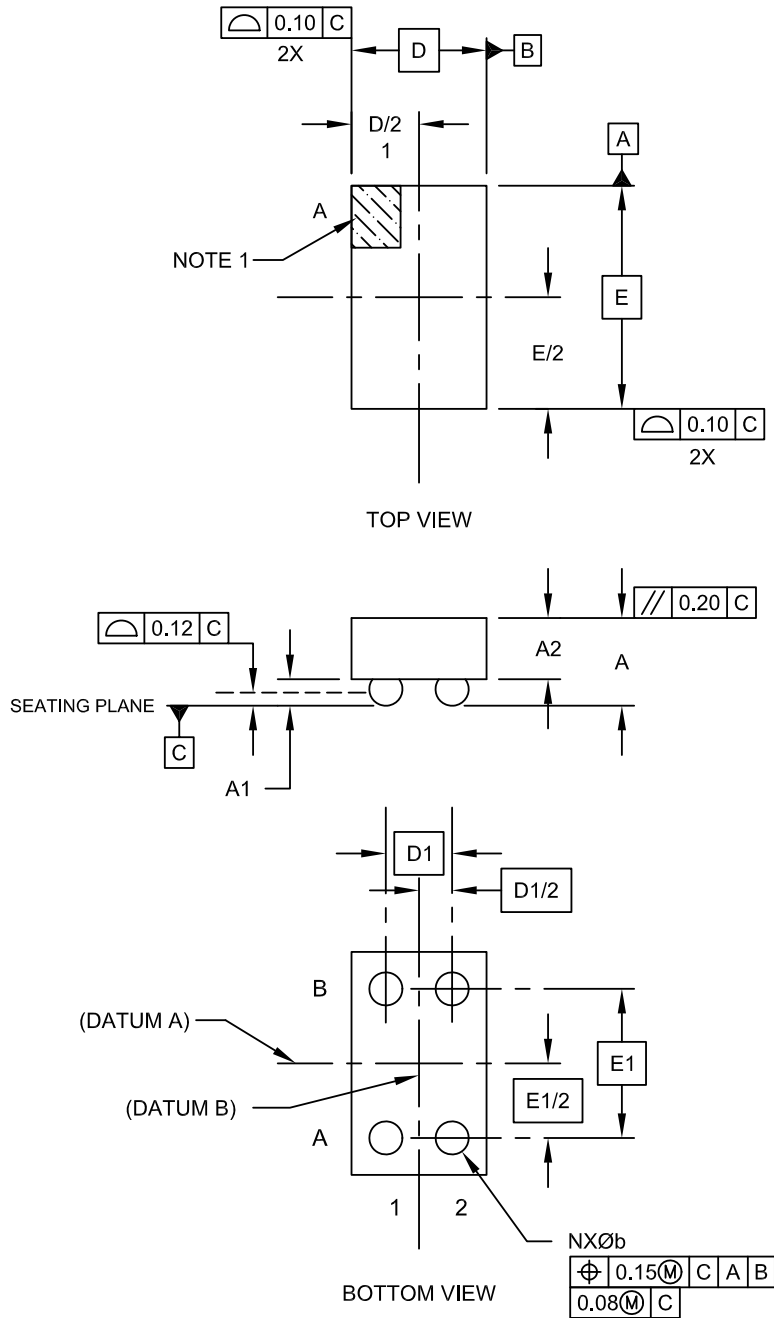 0.10 C
2X
D
B
D/2
1
A
A
NOTE 1
E
E/2
0.10 C
2X
TOP VIEW
// 0.20 C
0.12 C
A2
A
SEATING PLANE
C
A1
D1
D1/2
B
(DATUM A)
E1
E1/2
(DATUM B)
A
1 2
NXØb
⌖ 0.15Ⓜ C A B
0.08Ⓜ C
BOTTOM VIEW